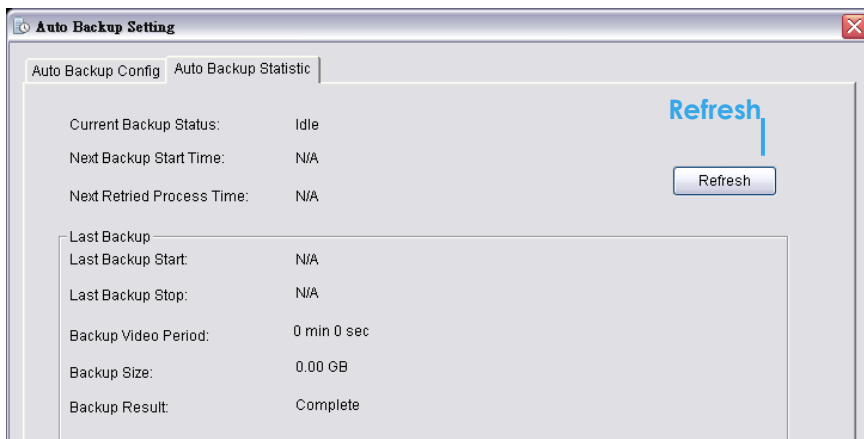 Auto Backup Setting
Auto Backup Config Auto Backup Statistic
Refresh
Current Backup Status: Idle
Next Backup Start Time: N/A
Refresh
Next Retried Process Time: N/A
Last Backup
Last Backup Start: N/A
Last Backup Stop: N/A
Backup Video Period: 0 min 0 sec
Backup Size: 0.00 GB
Backup Result: Complete